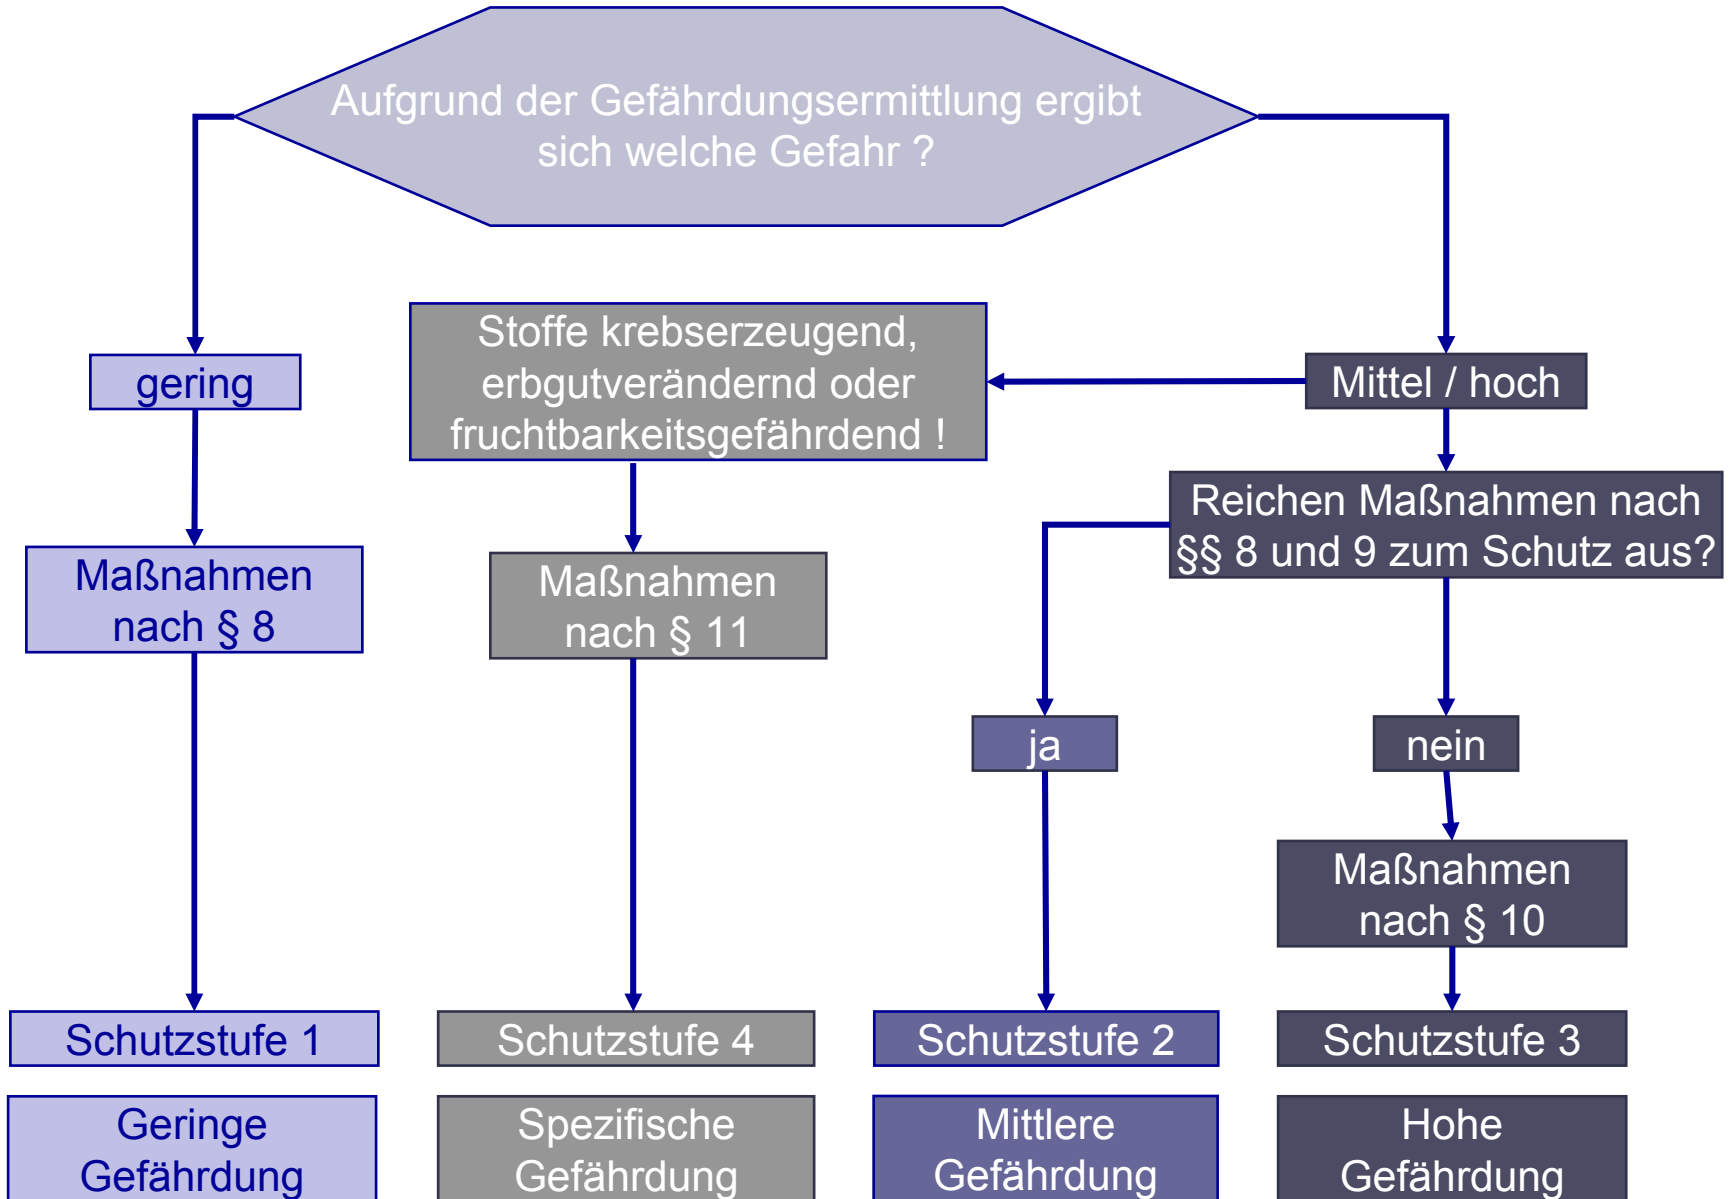 Aufgrund der Gefährdungsermittlung ergibt
sich welche Gefahr ?
gering
Stoffe krebserzeugend,
erbgutverändernd oder
fruchtbarkeitsgefährdend !
Mittel / hoch
Reichen Maßnahmen nach
§§ 8 und 9 zum Schutz aus?
Maßnahmen
nach § 8
Maßnahmen
nach § 11
ja
nein
Maßnahmen
nach § 10
Schutzstufe 1
Schutzstufe 4
Schutzstufe 2
Schutzstufe 3
Geringe
Gefährdung
Spezifische
Gefährdung
Mittlere
Gefährdung
Hohe
Gefährdung